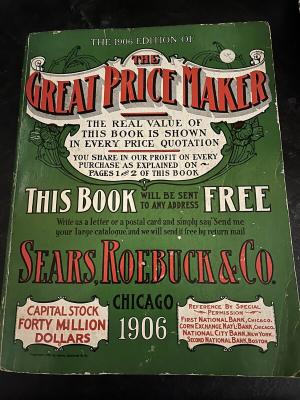 THE 1906 EDITION OF
THE
GREAT PRICE MAKER
THE REAL VALUE OF
THIS BOOK IS SHOWN
IN EVERY PRICE QUOTATION
YOU SHARE IN OUR PROFIT ON EVERY
PURCHASE AS EXPLAINED ON
PAGES 1 & 2 OF THIS BOOK
THIS BOOK WILL BE SENT TO ANY ADDRESS FREE
Write us a letter or a postal card and simply say "Send me
your large catalogue" and we will send it free by return mail
SEARS, ROEBUCK & CO.
CHICAGO
1906
CAPITAL STOCK
FORTY MILLION
DOLLARS
REFERENCE BY SPECIAL
PERMISSION
FIRST NATIONAL BANK, CHICAGO.
CORN EXCHANGE NAT'L BANK, CHICAGO.
NATIONAL CITY BANK, NEW YORK.
SECOND NATIONAL BANK, BOSTON